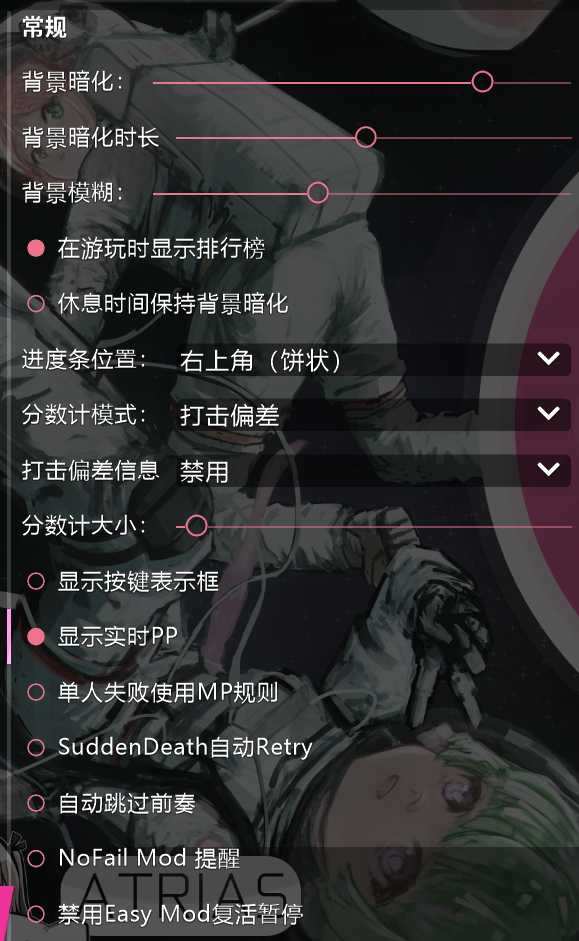 常规
背景暗化：
背景暗化时长
背景模糊：
在游玩时显示排行榜
休息时间保持背景暗化
进度条位置： 右上角（饼状）
分数计模式： 打击偏差
打击偏差信息 禁用
分数计大小：
显示按键表示框
显示实时PP
单人失败使用MP规则
SuddenDeath自动Retry
自动跳过前奏
NoFail Mod 提醒
ATRIAS
禁用Easy Mod复活暂停